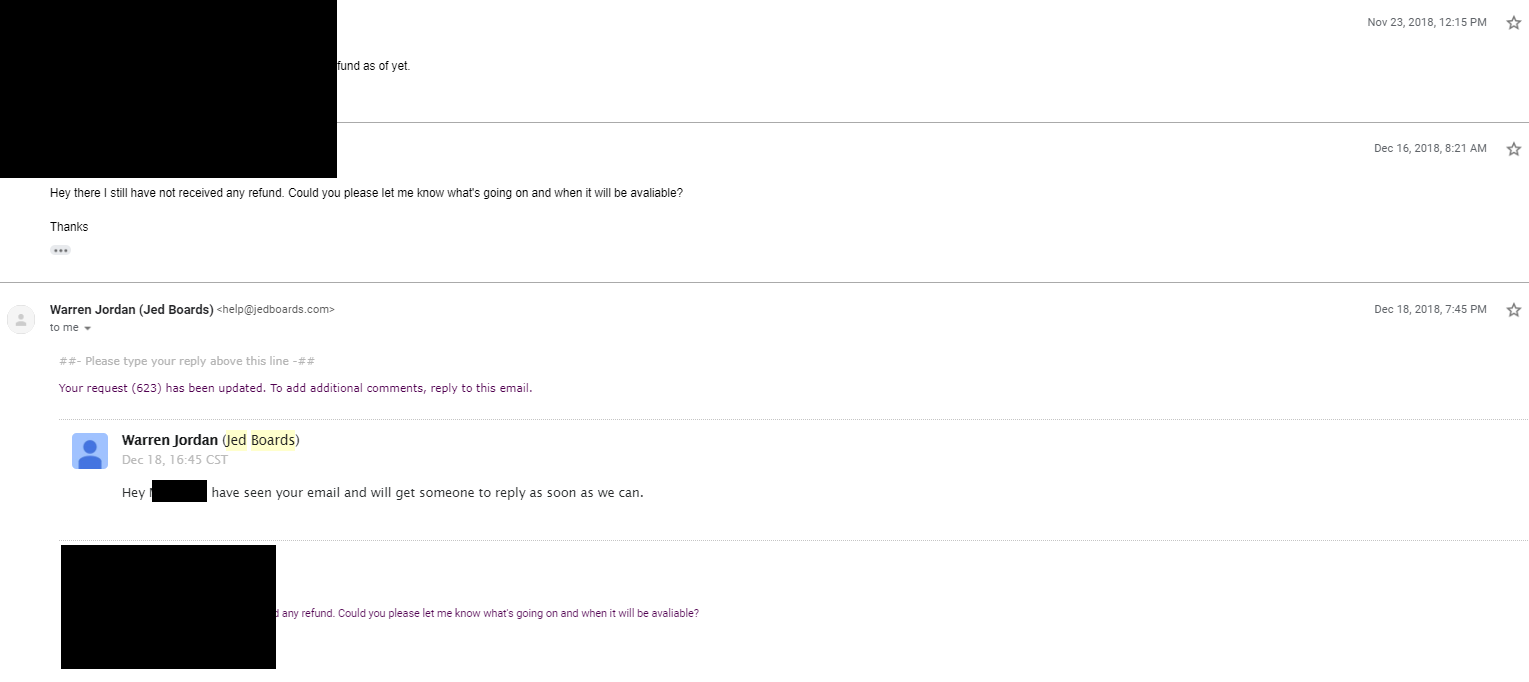 Nov 23, 2018, 12:15 PM
fund as of yet.
Dec 16, 2018, 8:21 AM
Hey there I still have not received any refund. Could you please let me know what's going on and when it will be avaliable?
Thanks
Warren Jordan (Jed Boards) <help@jedboards.com>
Dec 18, 2018, 7:45 PM
to me
##- Please type your reply above this line -##
Your request (623) has been updated. To add additional comments, reply to this email.
Warren Jordan (Jed Boards)
Dec 18, 16:45 CST
Hey have seen your email and will get someone to reply as soon as we can.
any refund. Could you please let me know what's going on and when it will be avaliable?